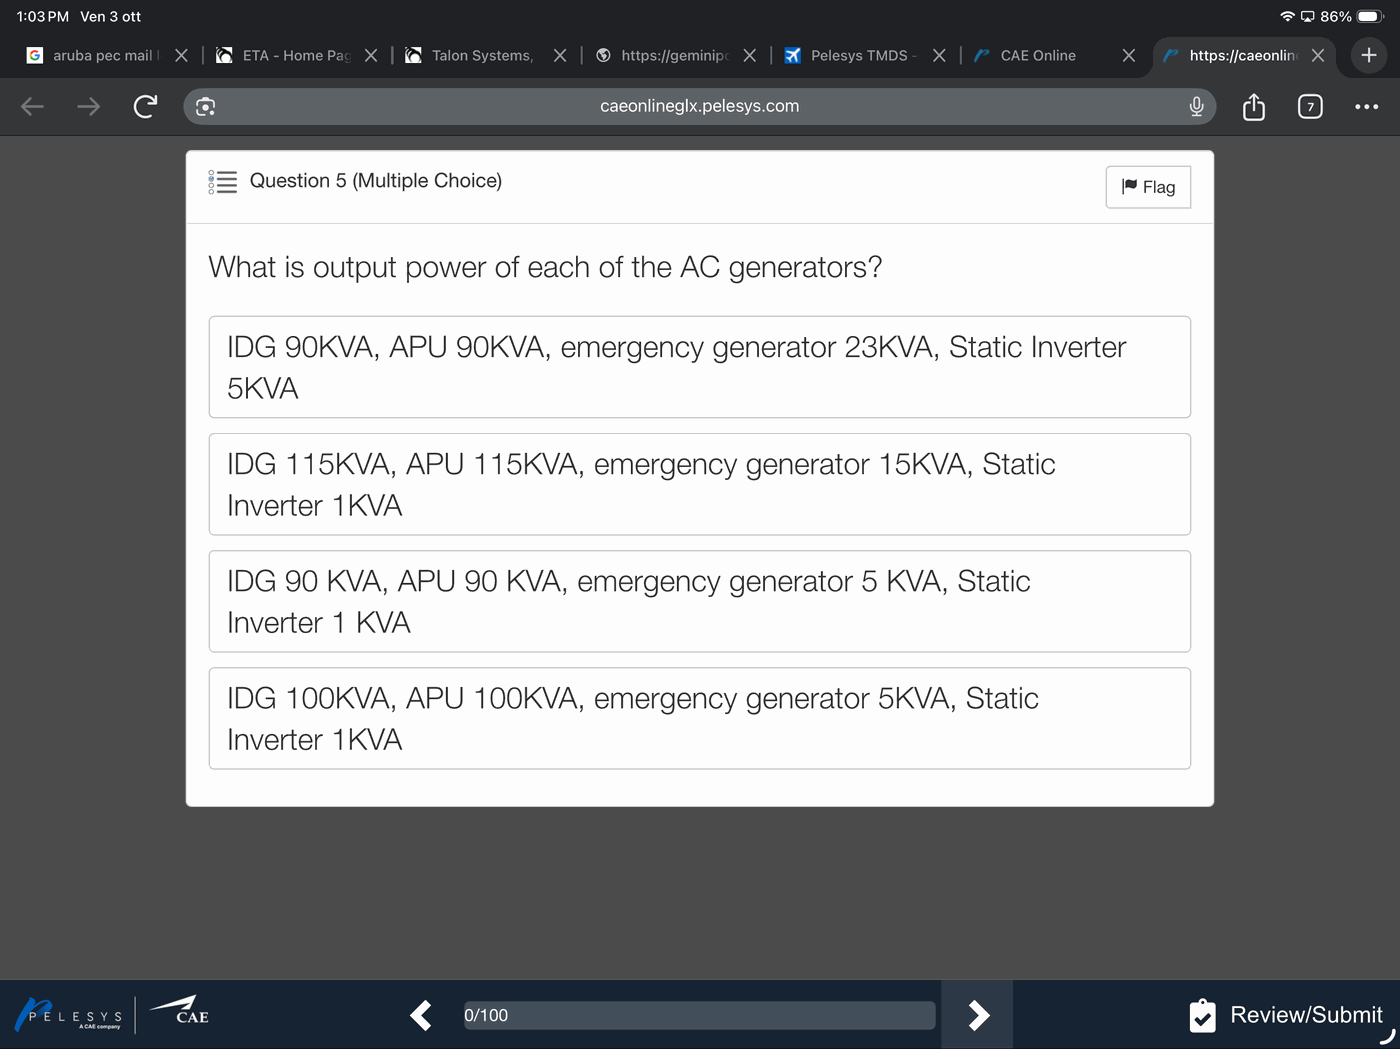 1:03 PM Ven 3 ott
86%
aruba pec mail
ETA - Home Pag
Talon Systems,
https://geminipc
Pelesys TMDS -
CAE Online
https://caeonlin
caeonlineglx.pelesys.com
7
Question 5 (Multiple Choice)
Flag
What is output power of each of the AC generators?
IDG 90KVA, APU 90KVA, emergency generator 23KVA, Static Inverter
5KVA
IDG 115KVA, APU 115KVA, emergency generator 15KVA, Static
Inverter 1KVA
IDG 90 KVA, APU 90 KVA, emergency generator 5 KVA, Static
Inverter 1 KVA
IDG 100KVA, APU 100KVA, emergency generator 5KVA, Static
Inverter 1KVA
PELESYS
A CAE company
CAE
0/100
Review/Submit